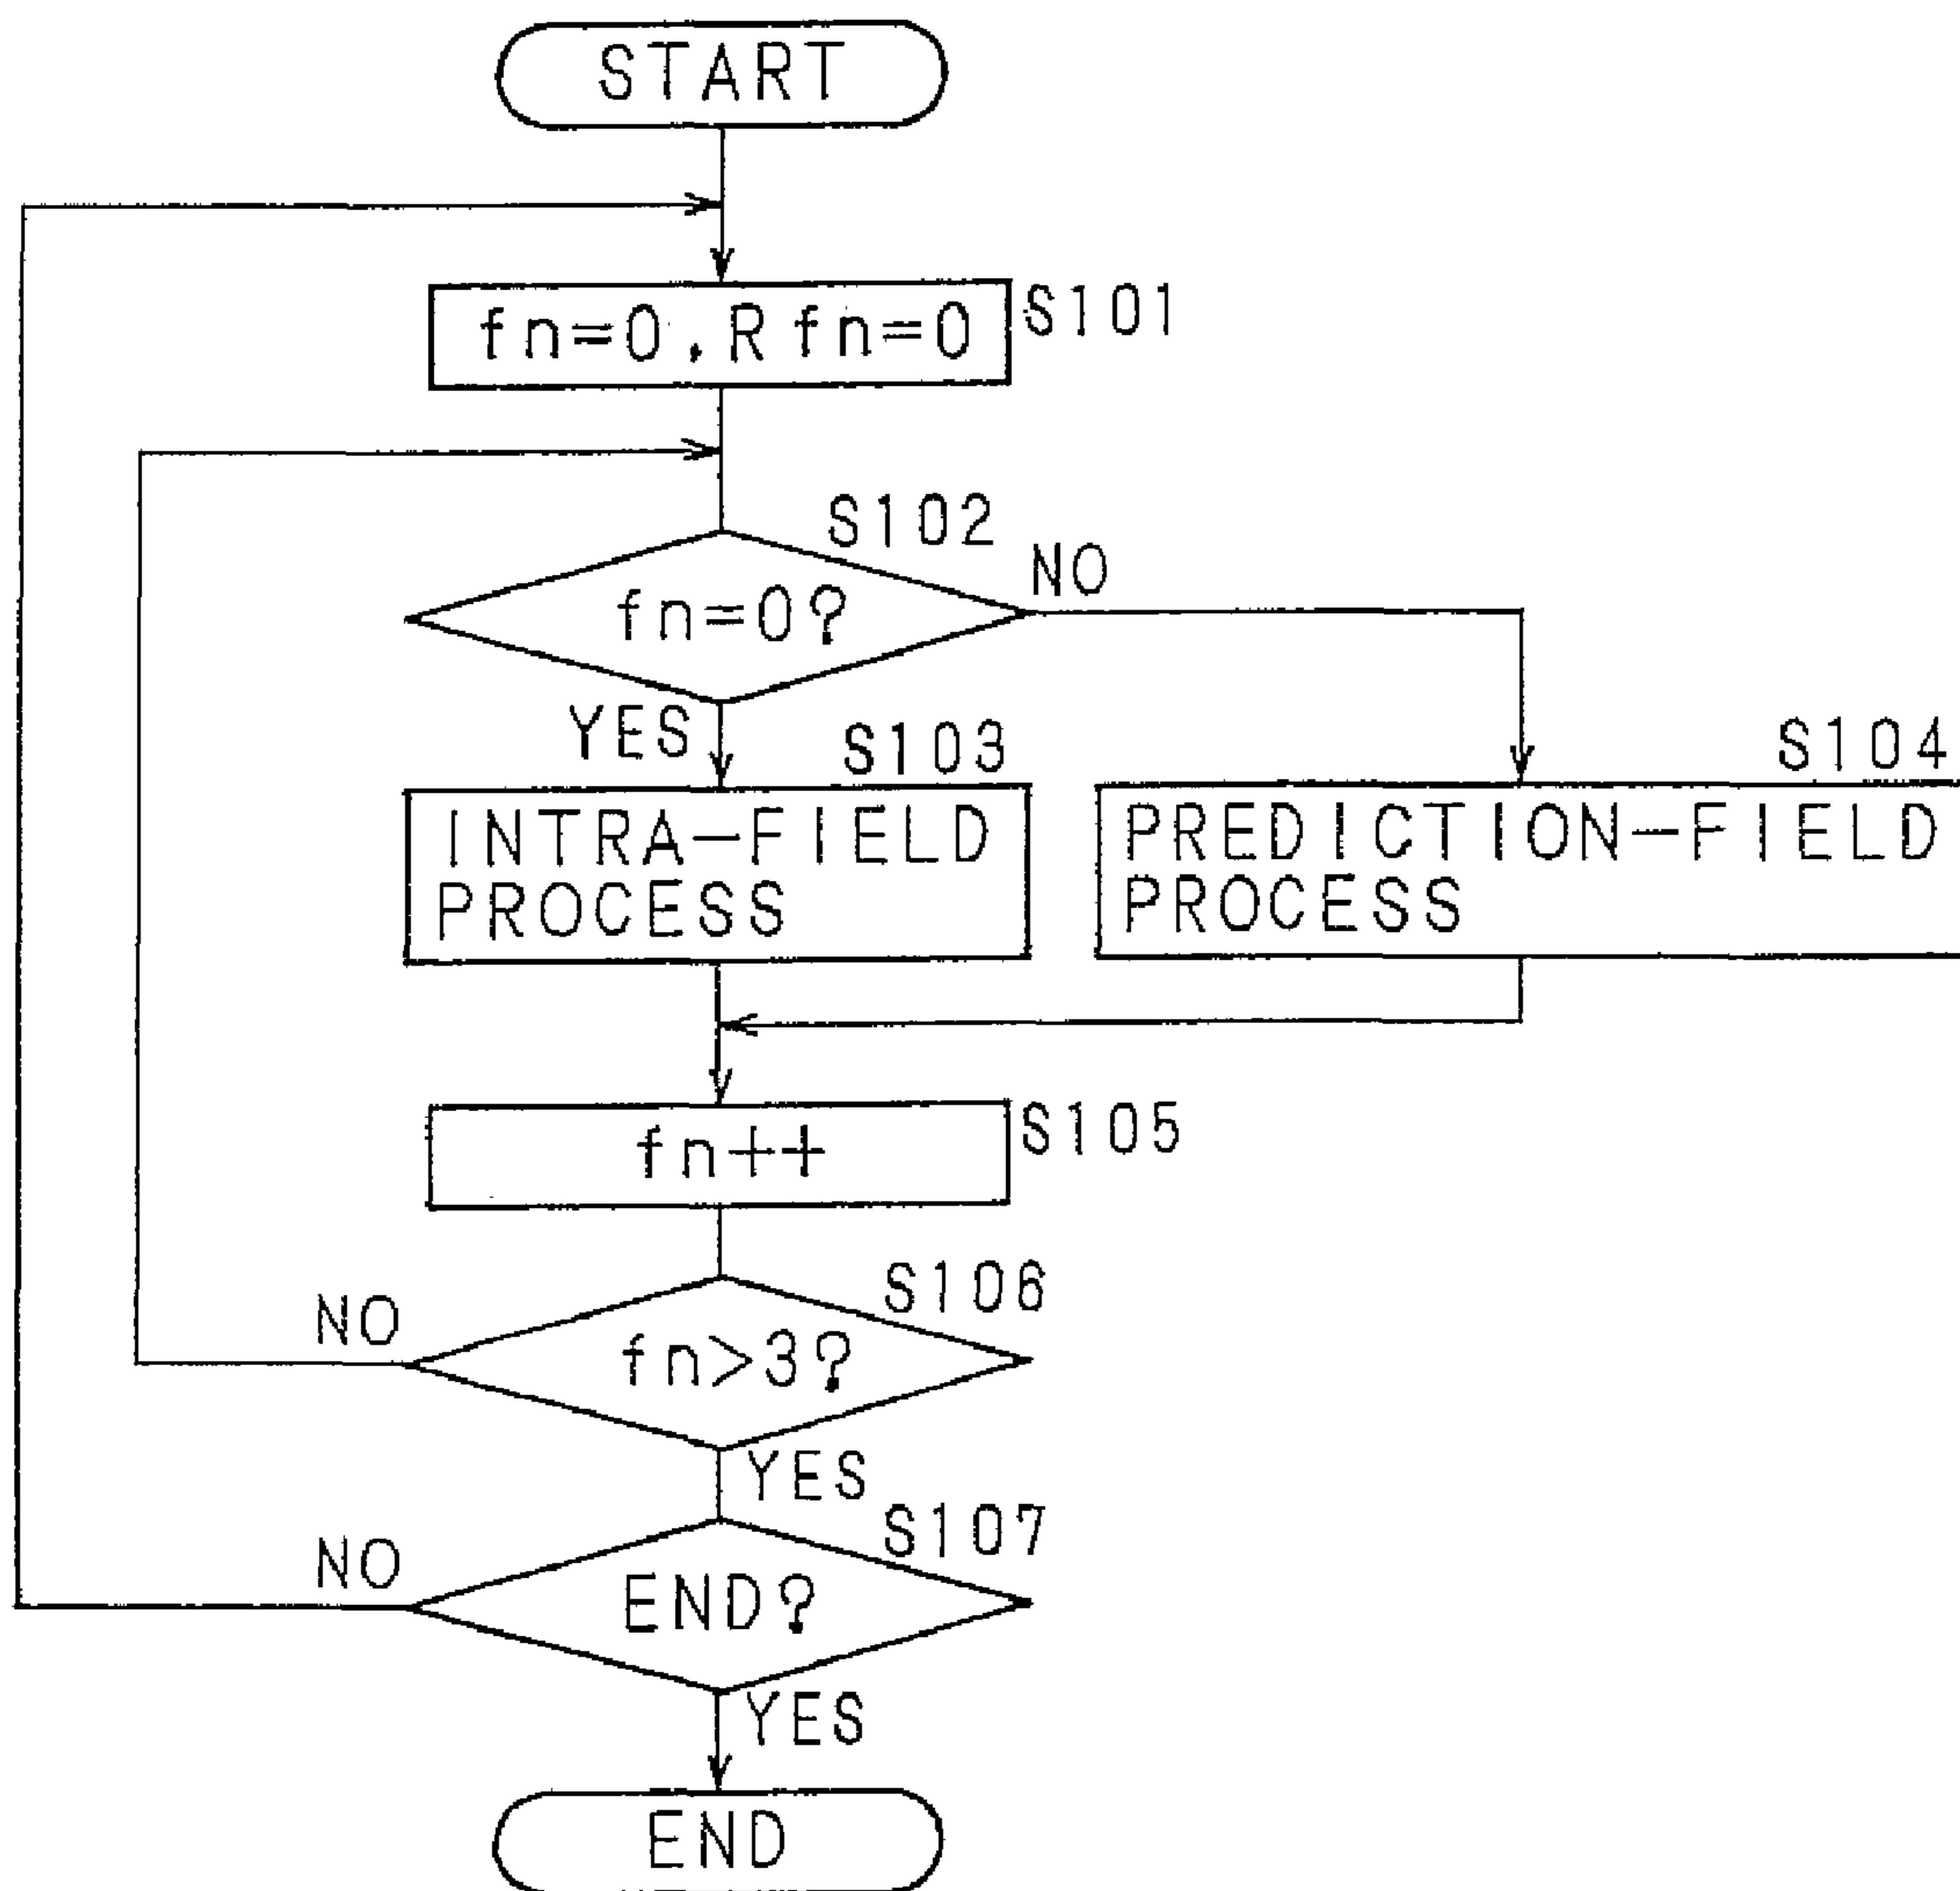 START
fn=0,Rfn=0
S101
S102
fn=0?
NO
YES
S103
S104
INTRA-FIELD
PROCESS
PREDICTION-FIELD
PROCESS
fn++
S105
S106
NO
fn>3?
YES
S107
NO
END?
YES
END